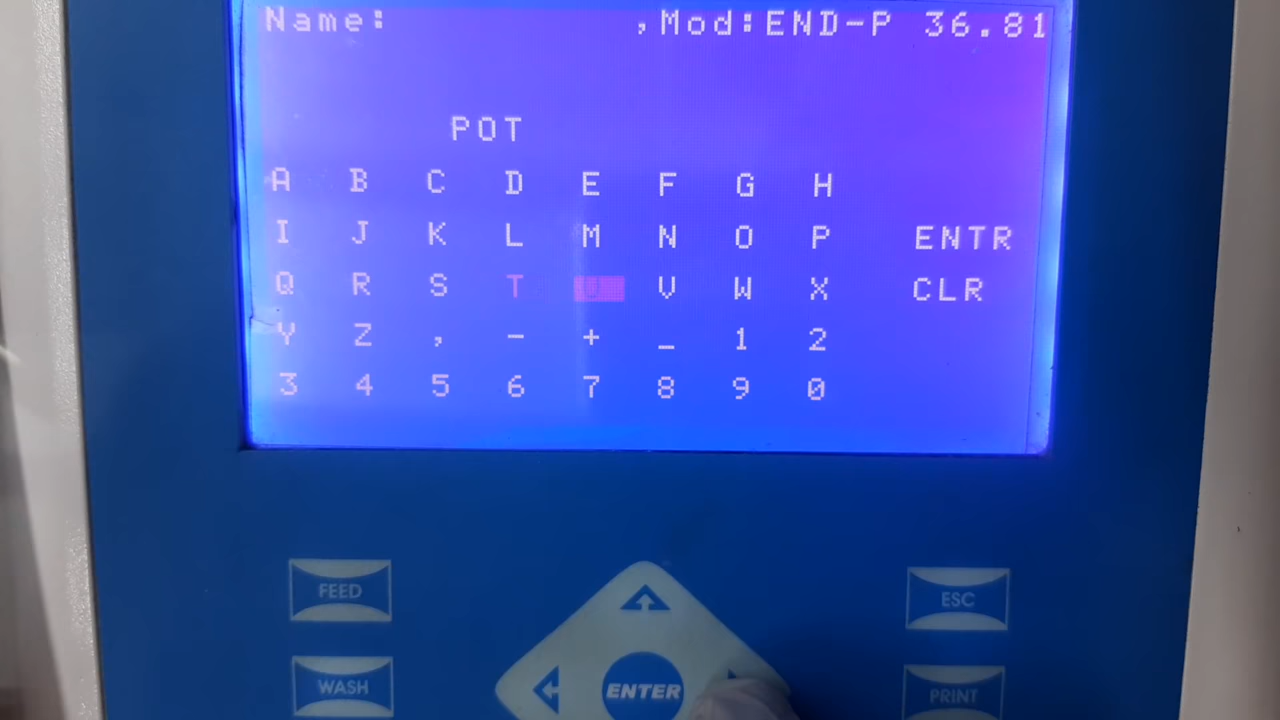 Name: ,Mod:END-P 36.81
POT
A B C D E F G H
I J K L M N O P ENTR
Q R S T U V W X CLR
Y Z , - + _ 1 2
3 4 5 6 7 8 9 0
FEED ESC
WASH ENTER PRINT